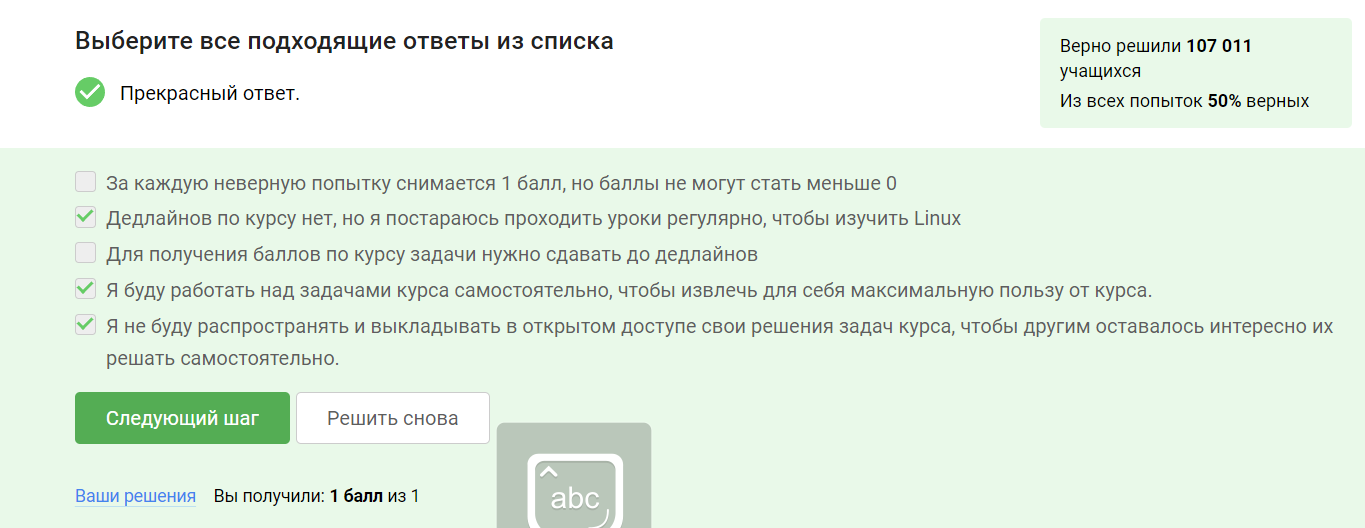 Выберите все подходящие ответы из списка
Верно решили 107 011
учащихся
Из всех попыток 50% верных
Прекрасный ответ.
За каждую неверную попытку снимается 1 балл, но баллы не могут стать меньше 0
Дедлайнов по курсу нет, но я постараюсь проходить уроки регулярно, чтобы изучить Linux
Для получения баллов по курсу задачи нужно сдавать до дедлайнов
Я буду работать над задачами курса самостоятельно, чтобы извлечь для себя максимальную пользу от курса.
Я не буду распространять и выкладывать в открытом доступе свои решения задач курса, чтобы другим оставалось интересно их
решать самостоятельно.
Следующий шаг
Решить снова
Ваши решения Вы получили: 1 балл из 1
abc